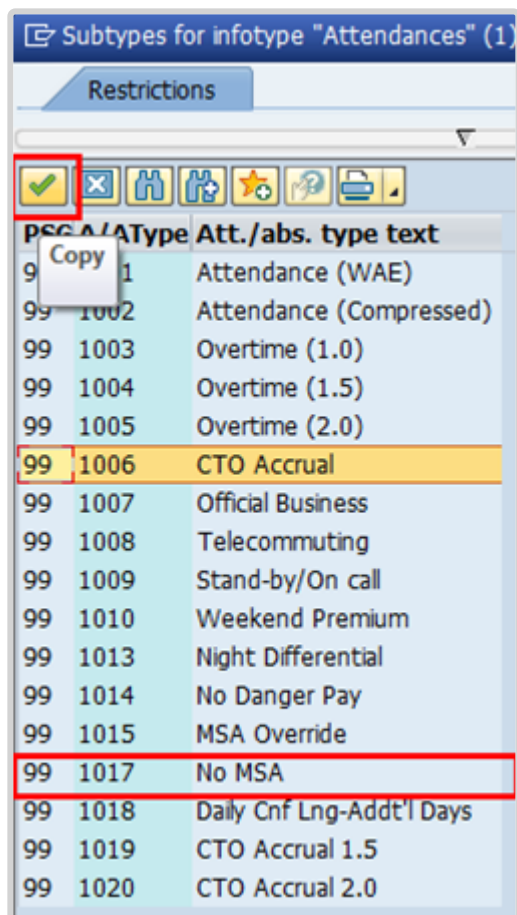 Subtypes for infotype "Attendances" (1)
Restrictions
PSG A/AType Att./abs. type text
Copy
9 1 Attendance (WAE)
99 1002 Attendance (Compressed)
99 1003 Overtime (1.0)
99 1004 Overtime (1.5)
99 1005 Overtime (2.0)
99 1006 CTO Accrual
99 1007 Official Business
99 1008 Telecommuting
99 1009 Stand-by/On call
99 1010 Weekend Premium
99 1013 Night Differential
99 1014 No Danger Pay
99 1015 MSA Override
99 1017 No MSA
99 1018 Daily Cnf Lng-Addt'l Days
99 1019 CTO Accrual 1.5
99 1020 CTO Accrual 2.0